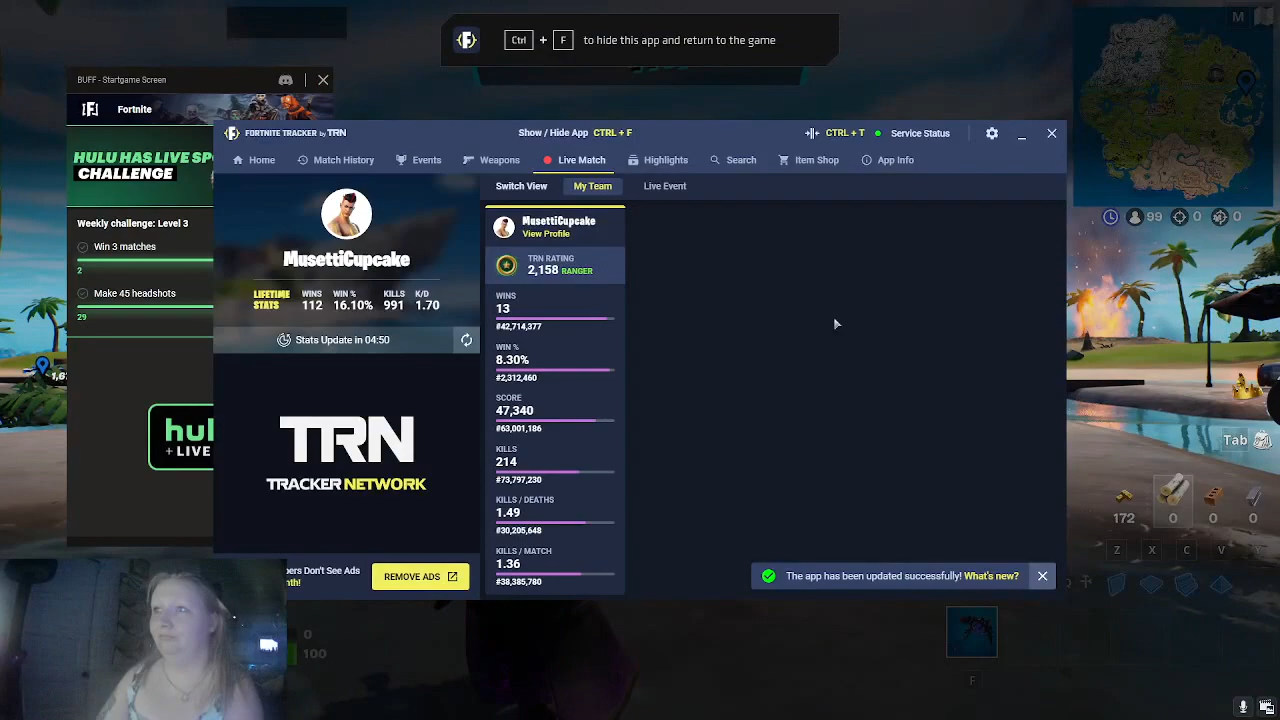 Ctrl + F to hide this app and return to the game
M
BUFF - Startgame Screen
Fortnite
HULU HAS LIVE SP
CHALLENGE
Weekly challenge: Level 3
Win 3 matches
2
Make 45 headshots
29
hul
+ LIVE
FORTNITE TRACKER by TRN
Show / Hide App CTRL + F
CTRL + T
Service Status
Home
Match History
Events
Weapons
Live Match
Highlights
Search
Item Shop
App Info
Switch View
My Team
Live Event
MusettiCupcake
LIFETIME STATS
WINS 112
WIN % 16.10%
KILLS 991
K/D 1.70
Stats Update in 04:50
TRN
TRACKER NETWORK
bers Don't See Ads
nth!
REMOVE ADS
MusettiCupcake
View Profile
TRN RATING
2,158 RANGER
WINS
13
#42,714,377
WIN %
8.30%
#2,312,460
SCORE
47,340
#63,001,186
KILLS
214
#73,797,230
KILLS / DEATHS
1.49
#30,205,648
KILLS / MATCH
1.36
#38,385,780
The app has been updated successfully! What's new?
99 0 0
Tab
172 0 0 0
Z X C V
0
100
F